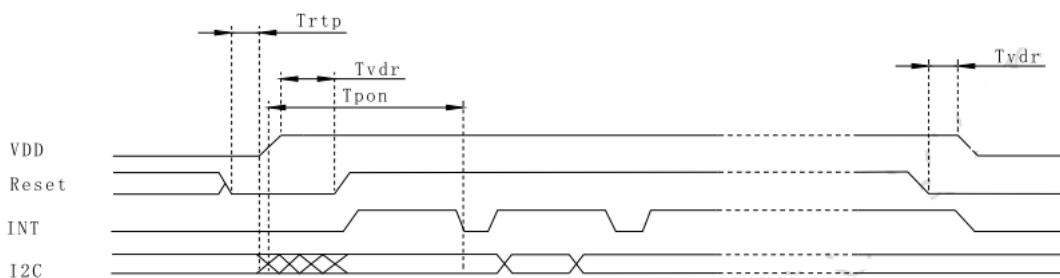 Trtp
Tvdr
Tvdr
Tpon
VDD
Reset
INT
I2C